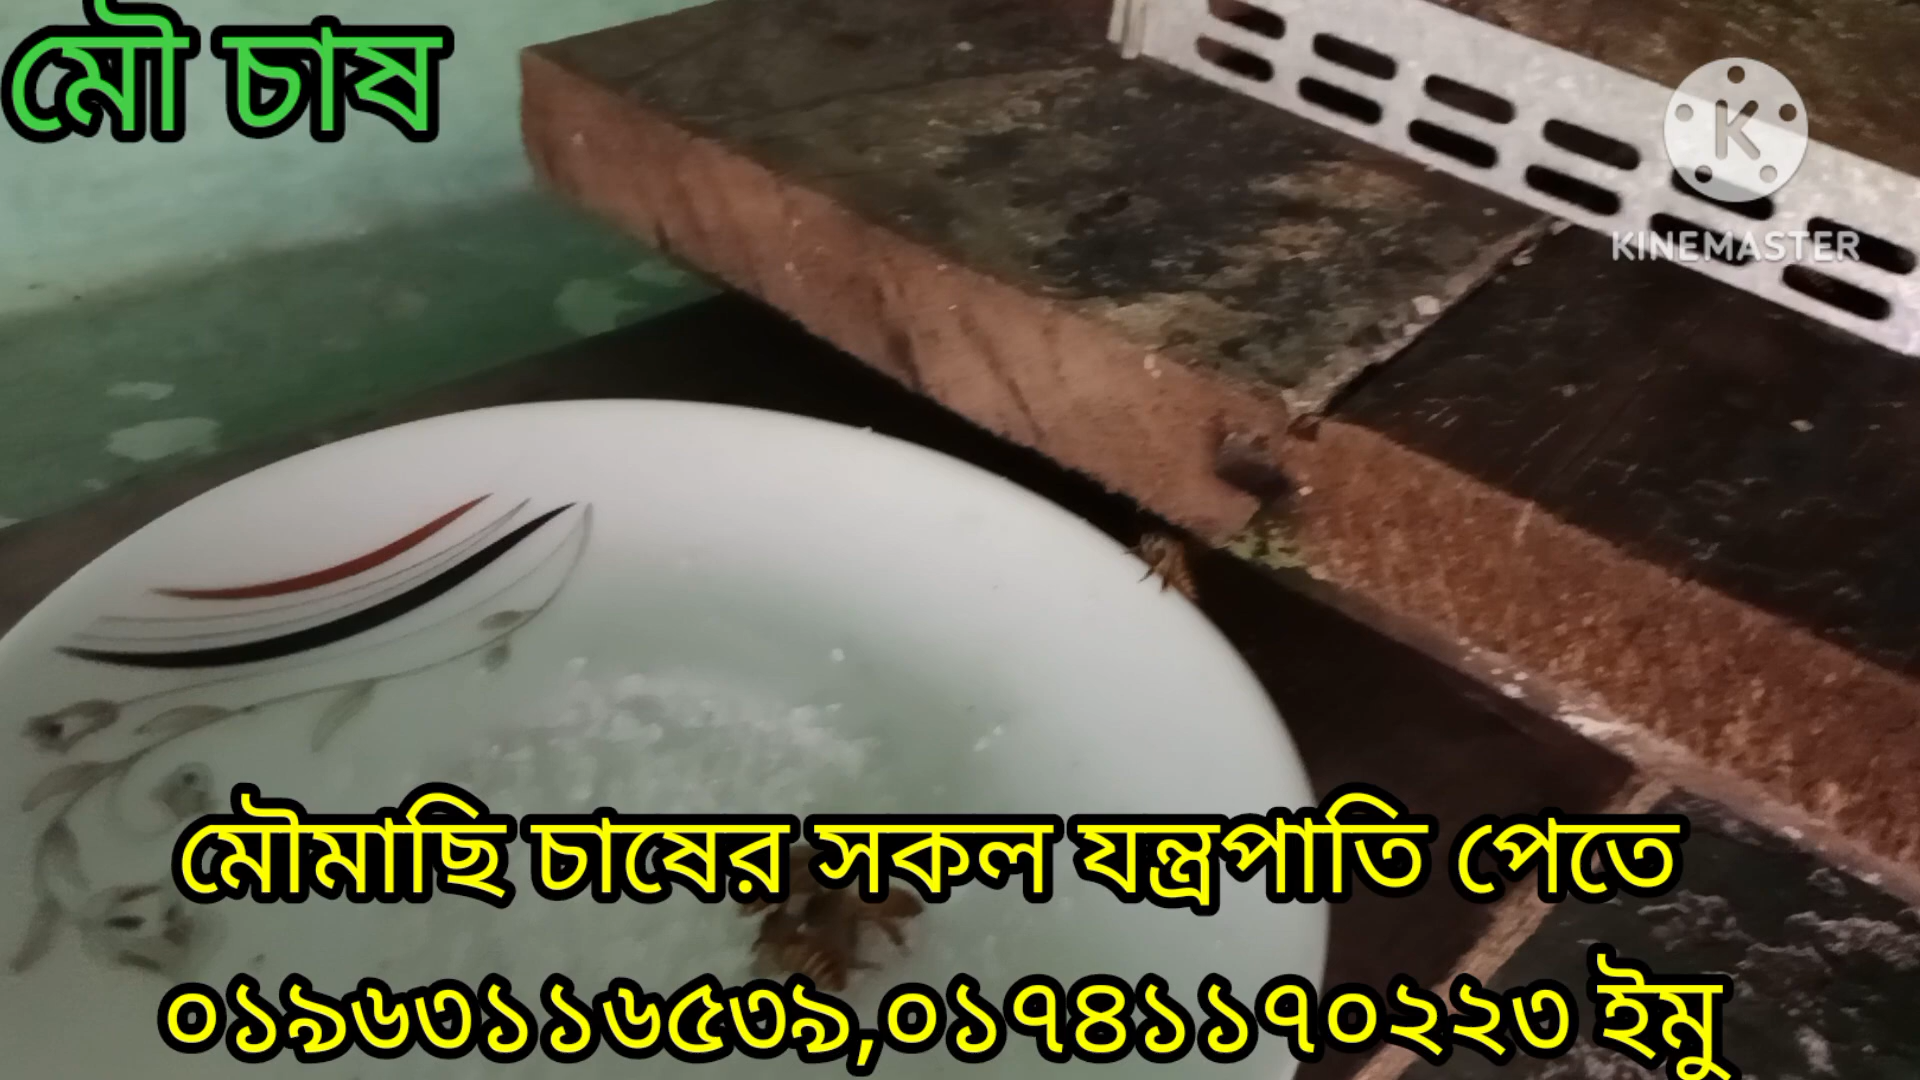 মৌ চাষ
KINEMASTER
মৌমাছি চাষের সকল যন্ত্রপাতি পেতে
০১৯৬৩১১৬৫৩৯,০১৭৪১১৭০২২৩ ইমু